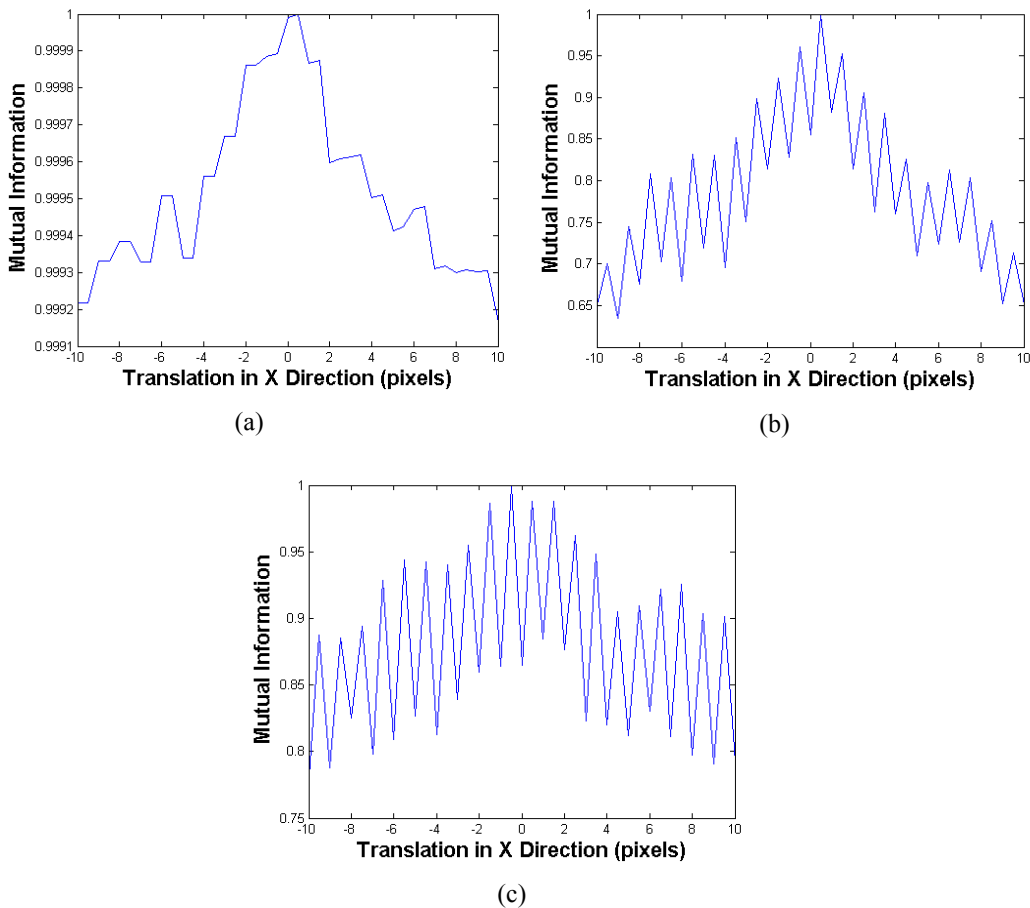 Mutual Information
1
0.9999
0.9998
0.9997
0.9996
0.9995
0.9994
0.9993
0.9992
0.9991
-10 -8 -6 -4 -2 0 2 4 6 8 10
Translation in X Direction (pixels)
(a)
Mutual Information
1
0.95
0.9
0.85
0.8
0.75
0.7
0.65
-10 -8 -6 -4 -2 0 2 4 6 8 10
Translation in X Direction (pixels)
(b)
Mutual Information
1
0.95
0.9
0.85
0.8
0.75
-10 -8 -6 -4 -2 0 2 4 6 8 10
Translation in X Direction (pixels)
(c)